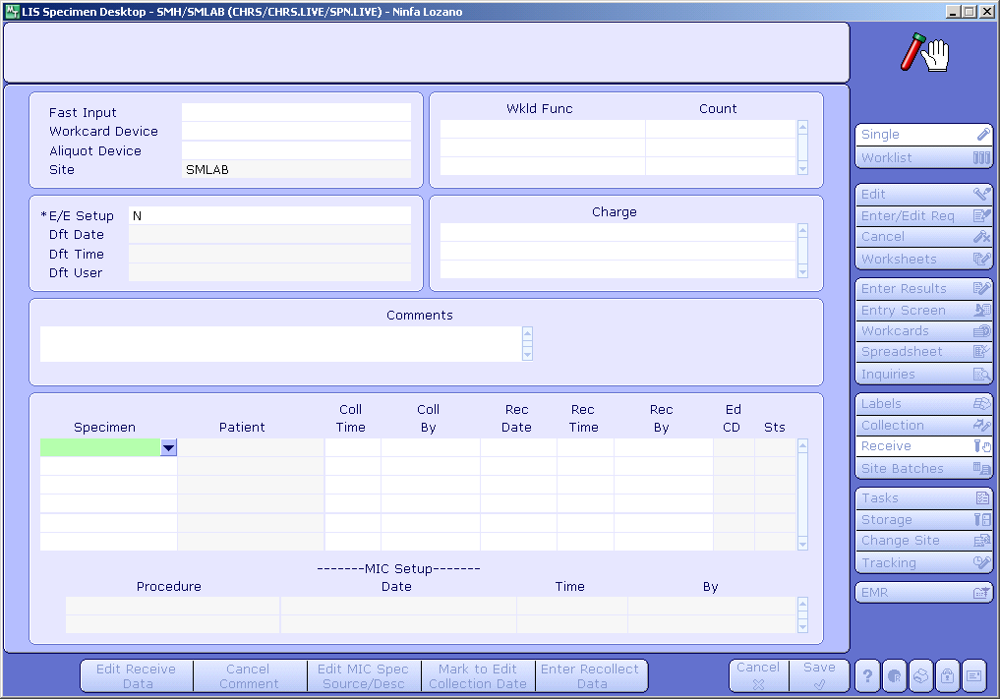 LIS Specimen Desktop - SMH/SMLAB (CHRS/CHRS.LIVE/SPN.LIVE) - Ninfa Lozano
Fast Input
Workcard Device
Aliquot Device
Site SMLAB
Wkld Func Count
*E/E Setup N
Dft Date
Dft Time
Dft User
Charge
Comments
Coll Coll Rec Rec Rec Ed
Specimen Patient Time By Date Time By CD Sts
-------MIC Setup-------
Procedure Date Time By
Single
Worklist
Edit
Enter/Edit Req
Cancel
Worksheets
Enter Results
Entry Screen
Workcards
Spreadsheet
Inquiries
Labels
Collection
Receive
Site Batches
Tasks
Storage
Change Site
Tracking
EMR
Edit Receive
Data
Cancel
Comment
Edit MIC Spec
Source/Desc
Mark to Edit
Collection Date
Enter Recollect
Data
Cancel
Save
?